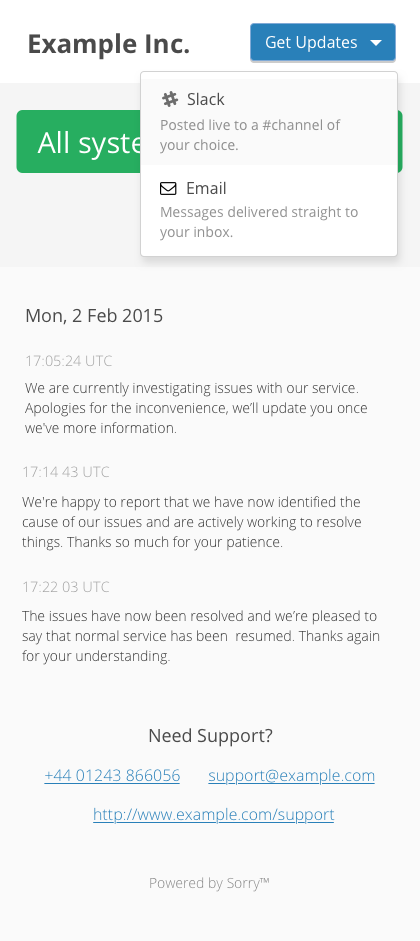 Example Inc.
Get Updates
Slack
Posted live to a #channel of
your choice.
Email
Messages delivered straight to
your inbox.
All
Mon, 2 Feb 2015
17:05:24 UTC
We are currently investigating issues with our service.
Apologies for the inconvenience, we'll update you once
we've more information.
17:14 43 UTC
We're happy to report that we have now identified the
cause of our issues and are actively working to resolve
things. Thanks so much for your patience.
17:22 03 UTC
The issues have now been resolved and we're pleased to
say that normal service has been  resumed. Thanks again
for your understanding.
Need Support?
+44 01243 866056
support@example.com
http://www.example.com/support
Powered by Sorry™